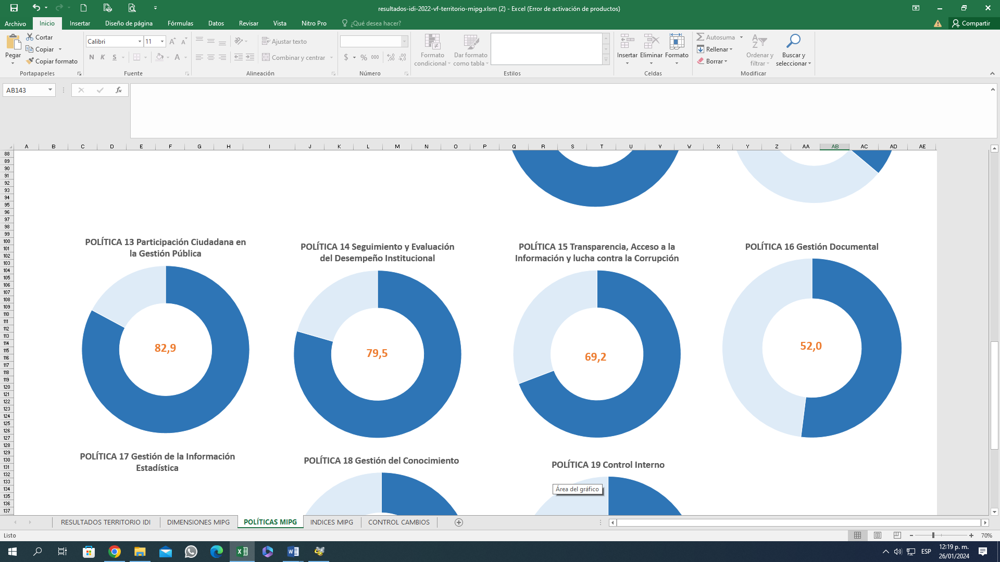 resultados-idi-2022-vf-territorio-mipg.xlsm (2) - Excel (Error de activación de productos)
Archivo Inicio Insertar Diseño de página Fórmulas Datos Revisar Vista Nitro Pro ¿Qué desea hacer? Compartir
Pegar
Cortar
Copiar
Copiar formato
Portapapeles
Calibri 11
N K S
Fuente
Ajustar texto
Combinar y centrar
Alineación
$ % 000
Número
Formato condicional
Dar formato como tabla
Estilos
Insertar Eliminar Formato
Celdas
Autosuma
Rellenar
Borrar
Ordenar y filtrar
Buscar y seleccionar
Modificar
AB143 fx
A B C D E F G H I J K L M N O P Q R S T U V W X Y Z AA AB AC AD AE
88
89
90
91
92
93
94
95
96
97
98
99
100
101
102
103
104
105
106
107
108
109
110
111
112
113
114
115
116
117
118
119
120
121
122
123
124
125
126
127
128
129
130
131
132
133
134
135
136
137
POLÍTICA 13 Participación Ciudadana en
la Gestión Pública
82,9
POLÍTICA 14 Seguimiento y Evaluación
del Desempeño Institucional
79,5
POLÍTICA 15 Transparencia, Acceso a la
Información y lucha contra la Corrupción
69,2
POLÍTICA 16 Gestión Documental
52,0
POLÍTICA 17 Gestión de la Información
Estadística
POLÍTICA 18 Gestión del Conocimiento
POLÍTICA 19 Control Interno
Área del gráfico
RESULTADOS TERRITORIO IDI DIMENSIONES MIPG POLÍTICAS MIPG INDICES MIPG CONTROL CAMBIOS
Listo 70%
ESP 12:19 p. m.
26/01/2024